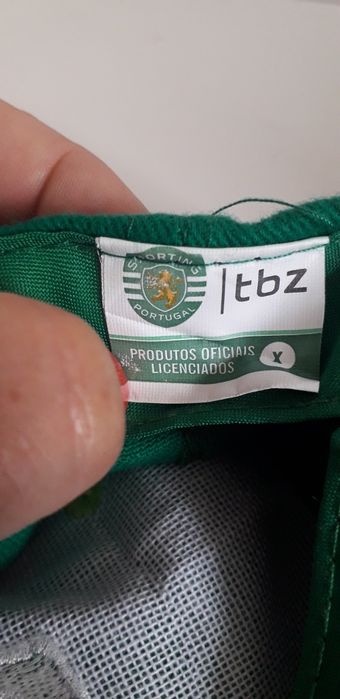 SPORTING
PORTUGAL
tbz
PRODUTOS OFICIAIS
LICENCIADOS
X